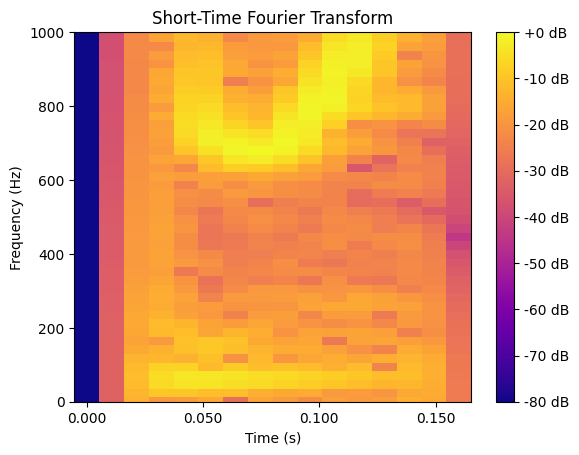 Short-Time Fourier Transform
Frequency (Hz)
1000
800
600
400
200
0
0.000 0.050 0.100 0.150
Time (s)
+0 dB
-10 dB
-20 dB
-30 dB
-40 dB
-50 dB
-60 dB
-70 dB
-80 dB